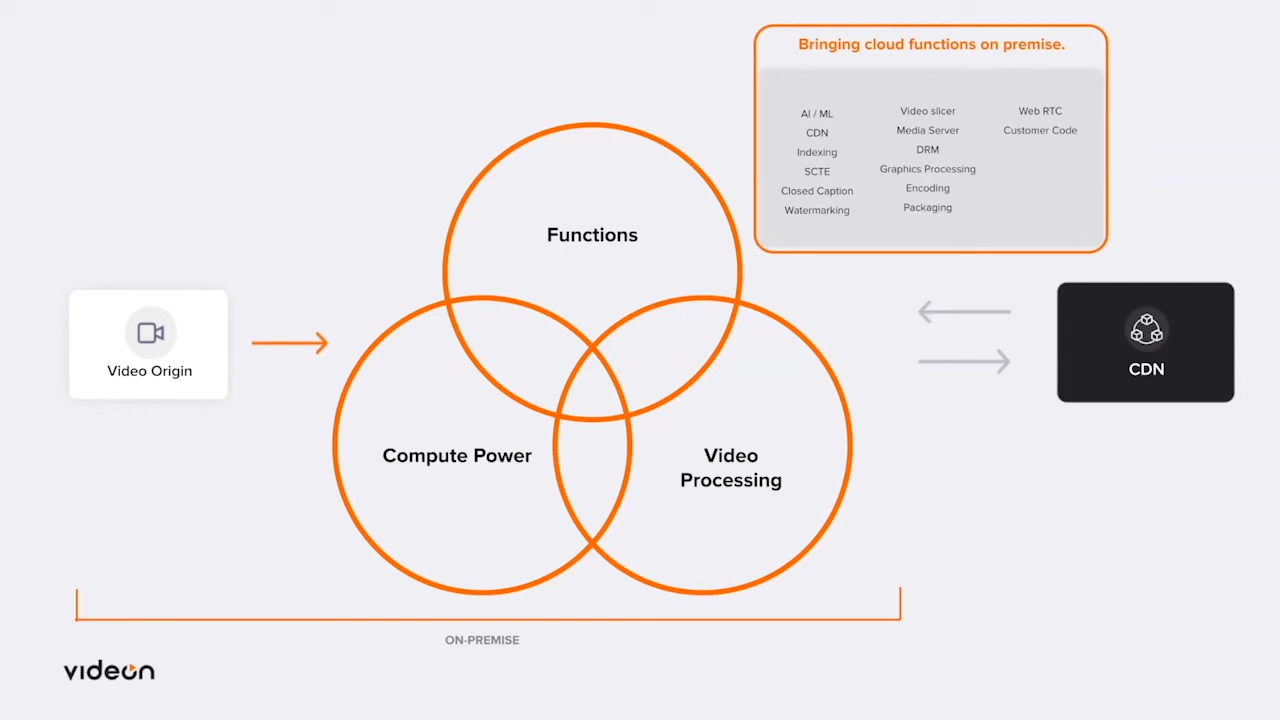 Bringing cloud functions on premise.
AI / ML
CDN
Indexing
SCTE
Closed Caption
Watermarking
Video slicer
Media Server
DRM
Graphics Processing
Encoding
Packaging
Web RTC
Customer Code
Functions
Video Origin
CDN
Compute Power
Video
Processing
ON-PREMISE
videon